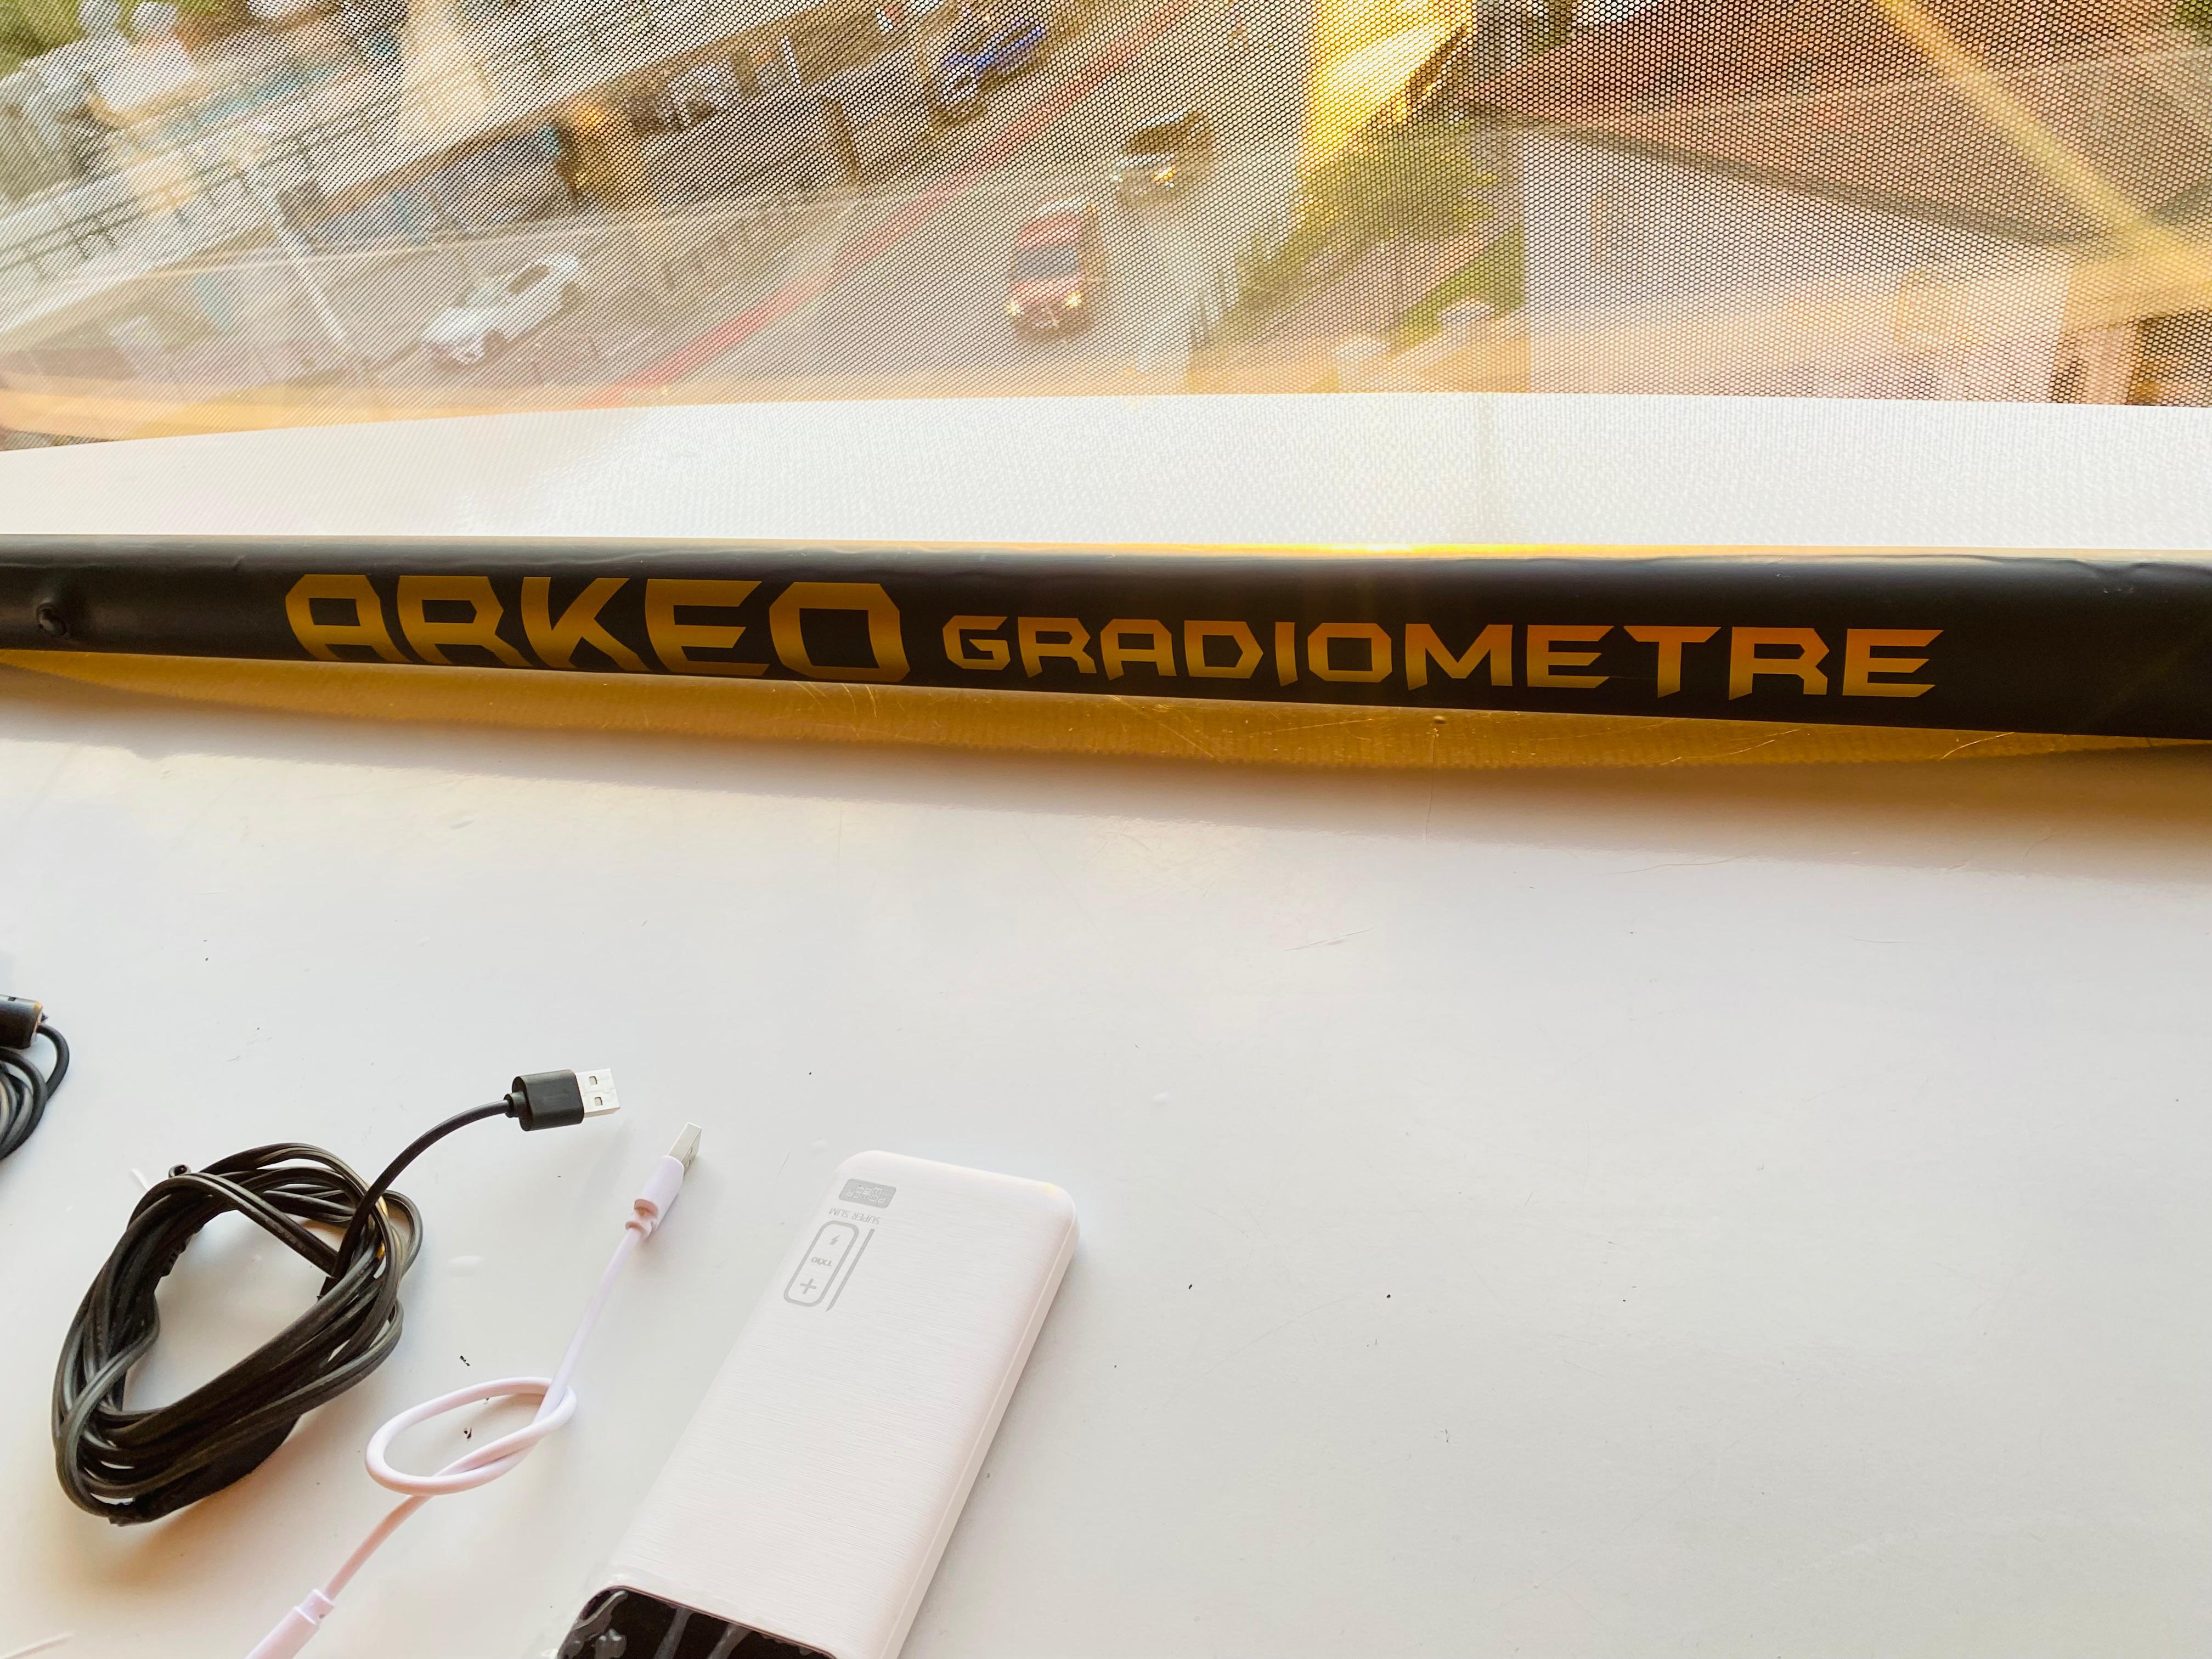 ARKEO GRADIOMETRE
SUPER SLIM